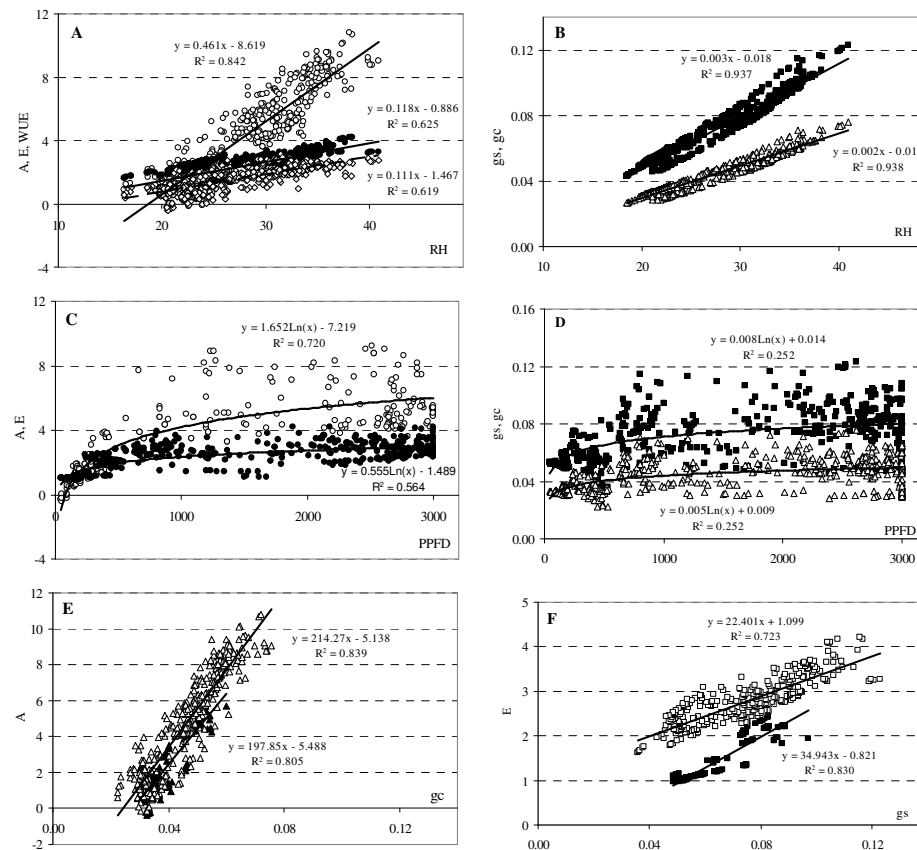 12
8
4
0
-4
A, E, WUE
A
y = 0.461x - 8.619
R² = 0.842
y = 0.118x - 0.886
R² = 0.625
y = 0.111x - 1.467
R² = 0.619
10 20 30 40
RH
0.12
0.08
0.04
0.00
gs, gc
B
y = 0.003x - 0.018
R² = 0.937
y = 0.002x - 0.01
R² = 0.938
10 20 30 40
RH
12
8
4
0
-4
A, E
C
y = 1.652Ln(x) - 7.219
R² = 0.720
y = 0.555Ln(x) - 1.489
R² = 0.564
0 1000 2000 3000
PPFD
0.16
0.12
0.08
0.04
0.00
gs, gc
D
y = 0.008Ln(x) + 0.014
R² = 0.252
y = 0.005Ln(x) + 0.009
R² = 0.252
0 1000 2000 3000
PPFD
12
10
8
6
4
2
0
-2
A
E
y = 214.27x - 5.138
R² = 0.839
y = 197.85x - 5.488
R² = 0.805
gc
0.00 0.04 0.08 0.12
5
4
3
2
1
0
E
F
y = 22.401x + 1.099
R² = 0.723
y = 34.943x - 0.821
R² = 0.830
gs
0.00 0.04 0.08 0.12